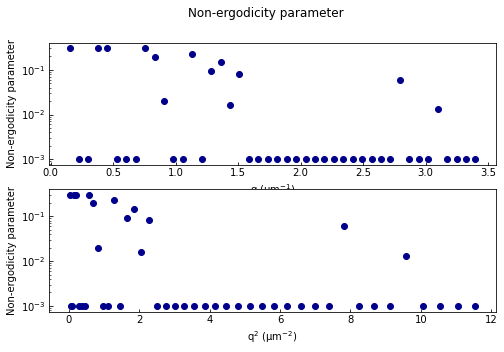 Non-ergodicity parameter
Non-ergodicity parameter
10⁻¹
10⁻²
10⁻³
0.0 0.5 1.0 1.5 2.0 2.5 3.0 3.5
q (μm⁻¹)
Non-ergodicity parameter
10⁻¹
10⁻²
10⁻³
0 2 4 6 8 10 12
q² (μm⁻²)